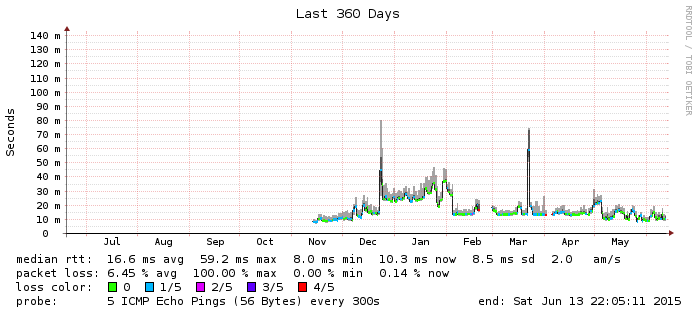 Last 360 Days
RRDTOOL / TOBI OETIKER
Seconds
140 m
120 m
100 m
80 m
60 m
50 m
40 m
30 m
20 m
10 m
0
Jul Aug Sep Oct Nov Dec Jan Feb Mar Apr May
median rtt: 16.6 ms avg 59.2 ms max 8.0 ms min 10.3 ms now 8.5 ms sd 2.0 am/s
packet loss: 6.45 % avg 100.00 % max 0.00 % min 0.14 % now
loss color: 0 1/5 2/5 3/5 4/5
probe: 5 ICMP Echo Pings (56 Bytes) every 300s end: Sat Jun 13 22:05:11 2015